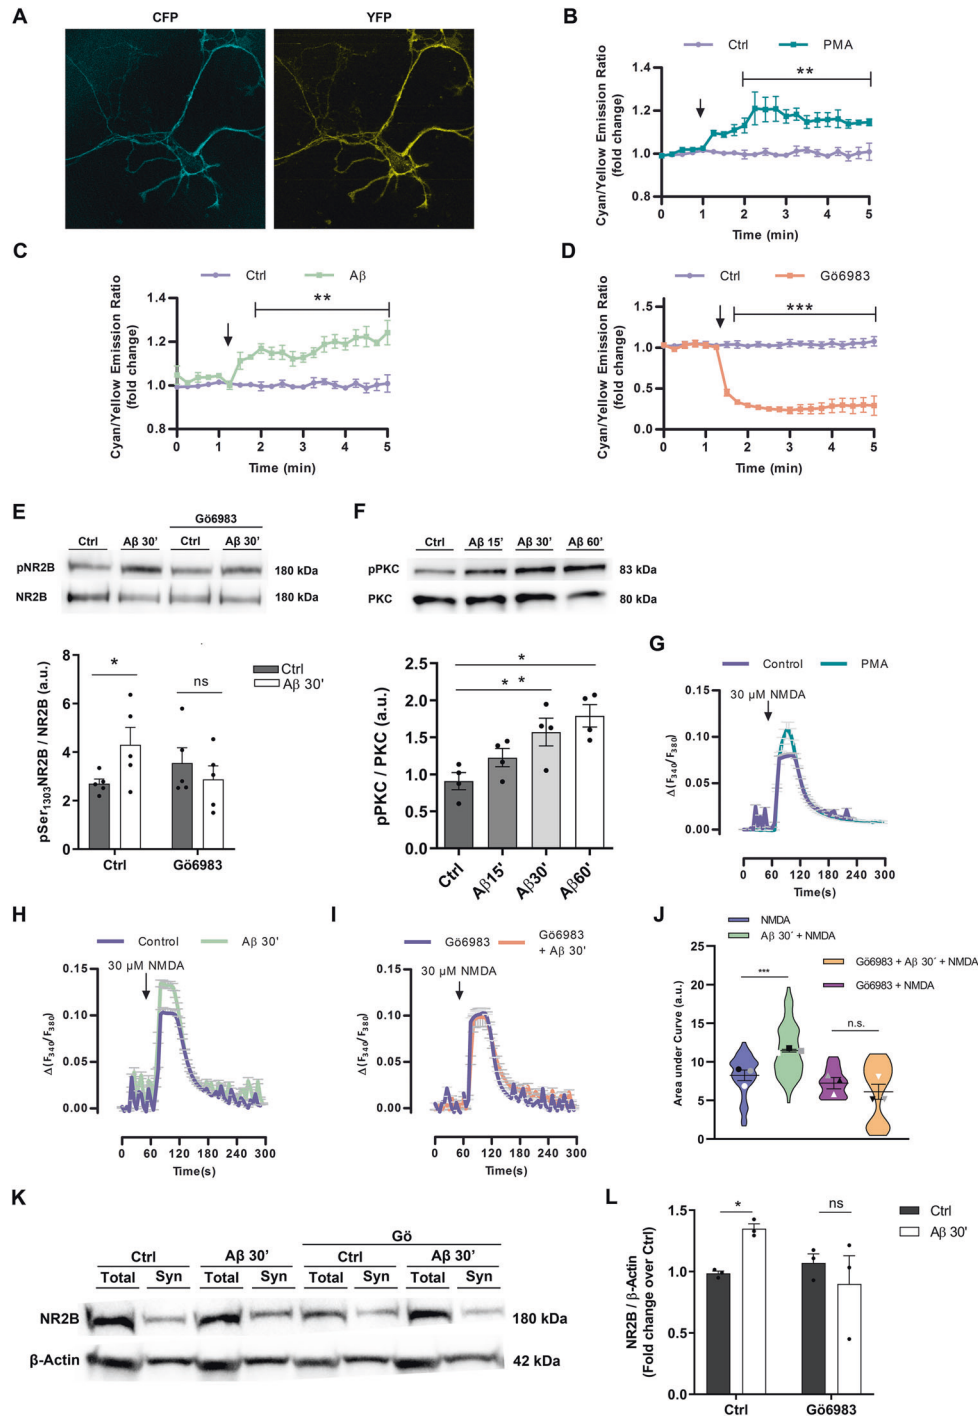 A
CFP YFP
B
Ctrl PMA
**
Cyan/Yellow Emission Ratio
(fold change)
1.4
1.2
1.0
0.8
0 1 2 3 4 5
Time (min)
C
Ctrl Aβ
**
Cyan/Yellow Emission Ratio
(fold change)
1.4
1.2
1.0
0.8
0 1 2 3 4 5
Time (min)
D
Ctrl Gö6983
***
Cyan/Yellow Emission Ratio
(fold change)
1.5
1.0
0.5
0.0
0 1 2 3 4 5
Time (min)
E
Gö6983
Ctrl Aβ 30' Ctrl Aβ 30'
pNR2B 180 kDa
NR2B 180 kDa
pSer1303NR2B / NR2B (a.u.)
8
6
4
2
0
* ns
Ctrl
Aβ 30'
Ctrl Gö6983
F
Ctrl Aβ 15' Aβ 30' Aβ 60'
pPKC 83 kDa
PKC 80 kDa
pPKC / PKC (a.u.)
2.5
2.0
1.5
1.0
0.5
0.0
*
* *
Ctrl Aβ15' Aβ30' Aβ60'
G
Control PMA
30 µM NMDA
Δ(F340/F380)
0.15
0.10
0.05
0.00
0 60 120 180 240 300
Time(s)
H
Control Aβ 30'
30 µM NMDA
Δ(F340/F380)
0.15
0.10
0.05
0.00
0 60 120 180 240 300
Time(s)
I
Gö6983 Gö6983
+ Aβ 30'
30 µM NMDA
Δ(F340/F380)
0.15
0.10
0.05
0.00
0 60 120 180 240 300
Time(s)
J
NMDA
Aβ 30´ + NMDA
Gö6983 + Aβ 30´ + NMDA
Gö6983 + NMDA
Area under Curve (a.u.)
25
20
15
10
5
0
*** n.s.
K
Gö
Ctrl Aβ 30' Ctrl Aβ 30'
Total Syn Total Syn Total Syn Total Syn
NR2B 180 kDa
β-Actin 42 kDa
L
Ctrl
Aβ 30'
* ns
NR2B / β-Actin
(Fold change over Ctrl)
1.5
1.0
0.5
0.0
Ctrl Gö6983